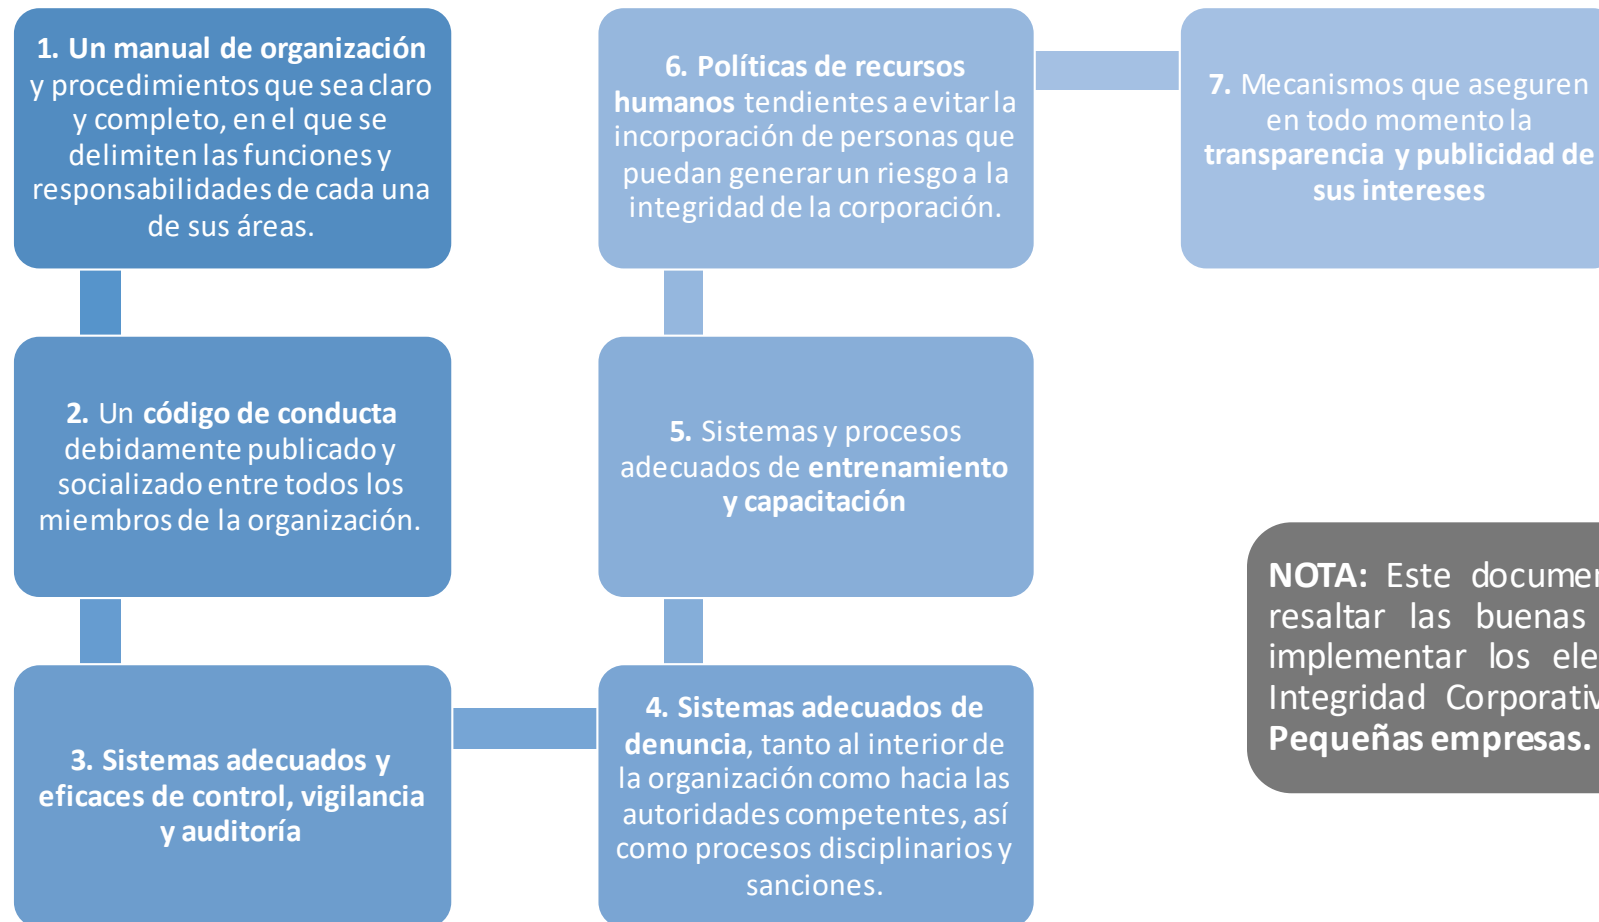 1. Un manual de organización
y procedimientos que sea claro
y completo, en el que se
delimiten las funciones y
responsabilidades de cada una
de sus áreas.
2. Un código de conducta
debidamente publicado y
socializado entre todos los
miembros de la organización.
3. Sistemas adecuados y
eficaces de control, vigilancia
y auditoría
4. Sistemas adecuados de
denuncia, tanto al interior de
la organización como hacia las
autoridades competentes, así
como procesos disciplinarios y
sanciones.
5. Sistemas y procesos
adecuados de entrenamiento
y capacitación
6. Políticas de recursos
humanos tendientes a evitar la
incorporación de personas que
puedan generar un riesgo a la
integridad de la corporación.
7. Mecanismos que aseguren
en todo momento la
transparencia y publicidad de
sus intereses
NOTA: Este
resaltar las buenas
implementar los
Integridad
Pequeñas empresas.